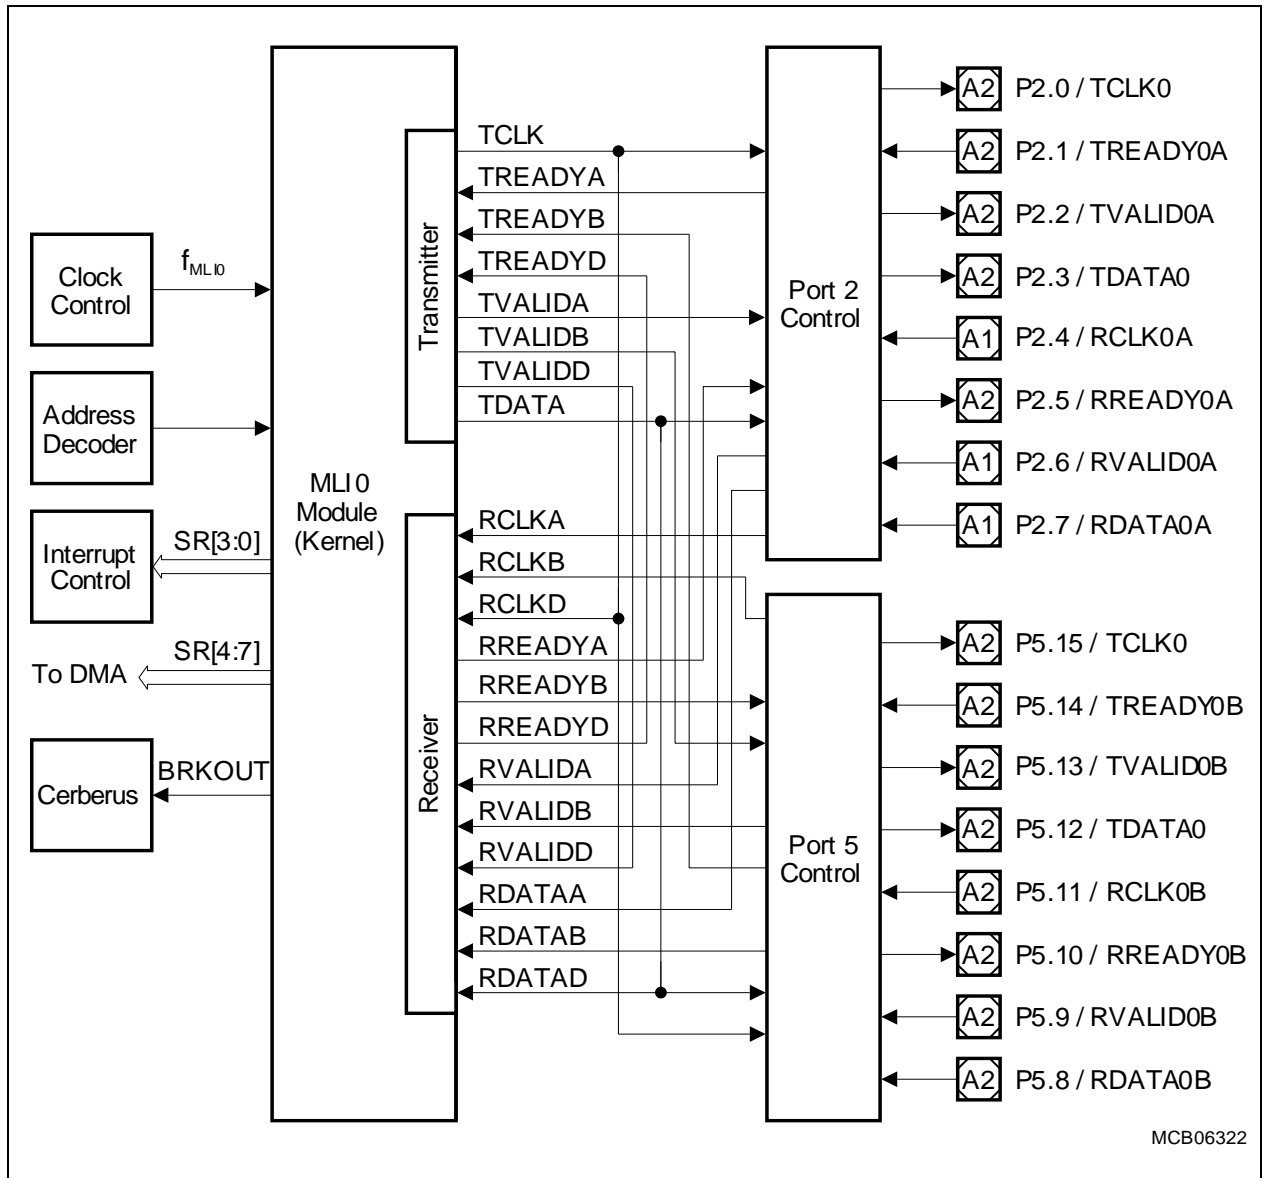 Clock
Control
fMLI0
Address
Decoder
Interrupt
Control
SR[3:0]
To DMA
SR[4:7]
Cerberus
BRKOUT
MLI0
Module
(Kernel)
Transmitter
TCLK
TREADYA
TREADYB
TREADYD
TVALIDA
TVALIDB
TVALIDD
TDATA
Receiver
RCLKA
RCLKB
RCLKD
RREADYA
RREADYB
RREADYD
RVALIDA
RVALIDB
RVALIDD
RDATAA
RDATAB
RDATAD
Port 2
Control
A2 P2.0 / TCLK0
A2 P2.1 / TREADY0A
A2 P2.2 / TVALID0A
A2 P2.3 / TDATA0
A1 P2.4 / RCLK0A
A2 P2.5 / RREADY0A
A1 P2.6 / RVALID0A
A1 P2.7 / RDATA0A
Port 5
Control
A2 P5.15 / TCLK0
A2 P5.14 / TREADY0B
A2 P5.13 / TVALID0B
A2 P5.12 / TDATA0
A2 P5.11 / RCLK0B
A2 P5.10 / RREADY0B
A2 P5.9 / RVALID0B
A2 P5.8 / RDATA0B
MCB06322